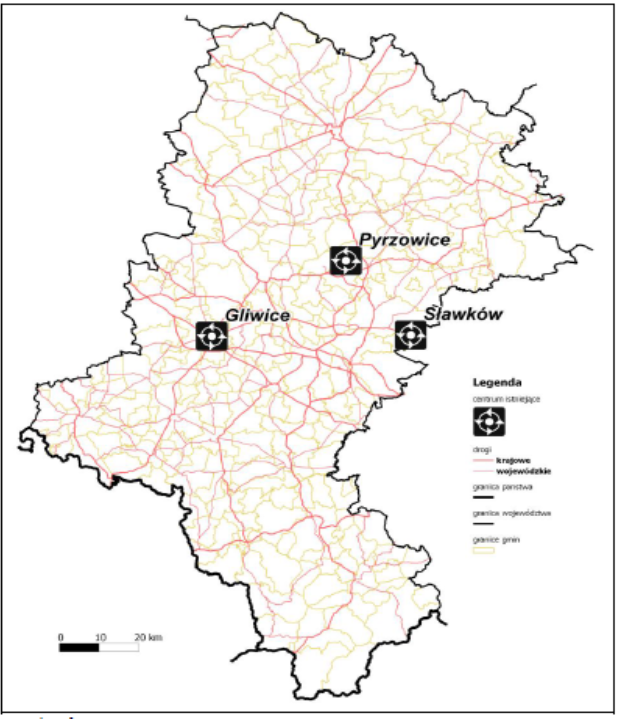 Pyrzowice
Gliwice
Sławków
Legenda
centrum istniejące
drogi
krajowe
wojewódzkie
granica państwa
granica województwa
granice gmin
0 10 20 km